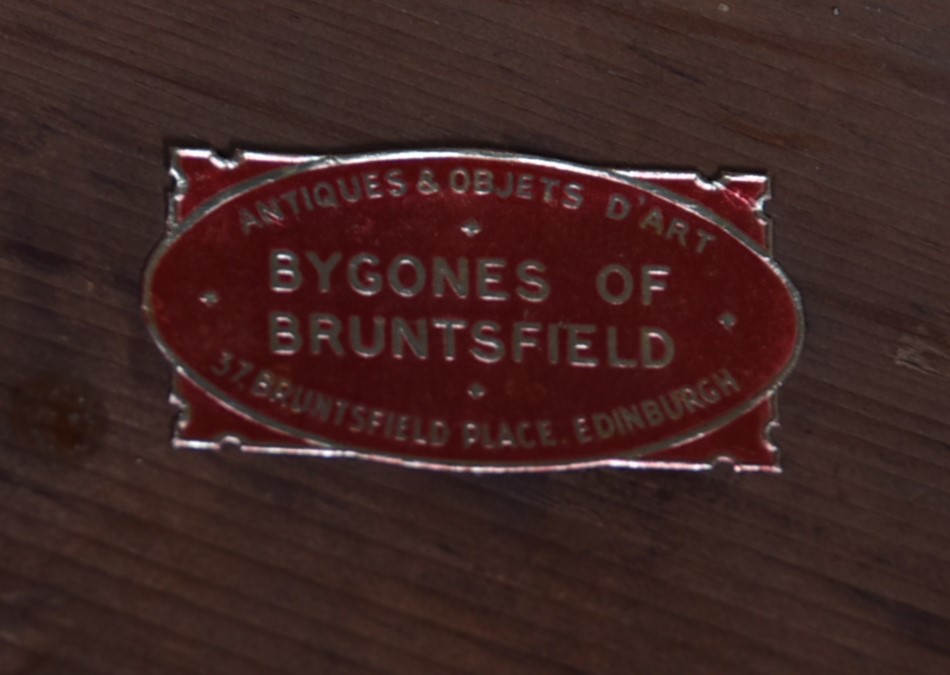 ANTIQUES & OBJETS D'ART
BYGONES OF
BRUNTSFIELD
37. BRUNTSFIELD PLACE. EDINBURGH